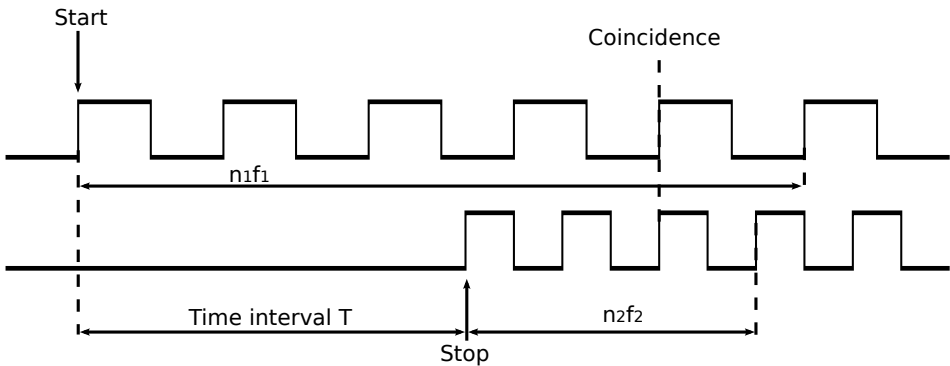 Start
Coincidence
n₁f₁
Time interval T
n₂f₂
Stop